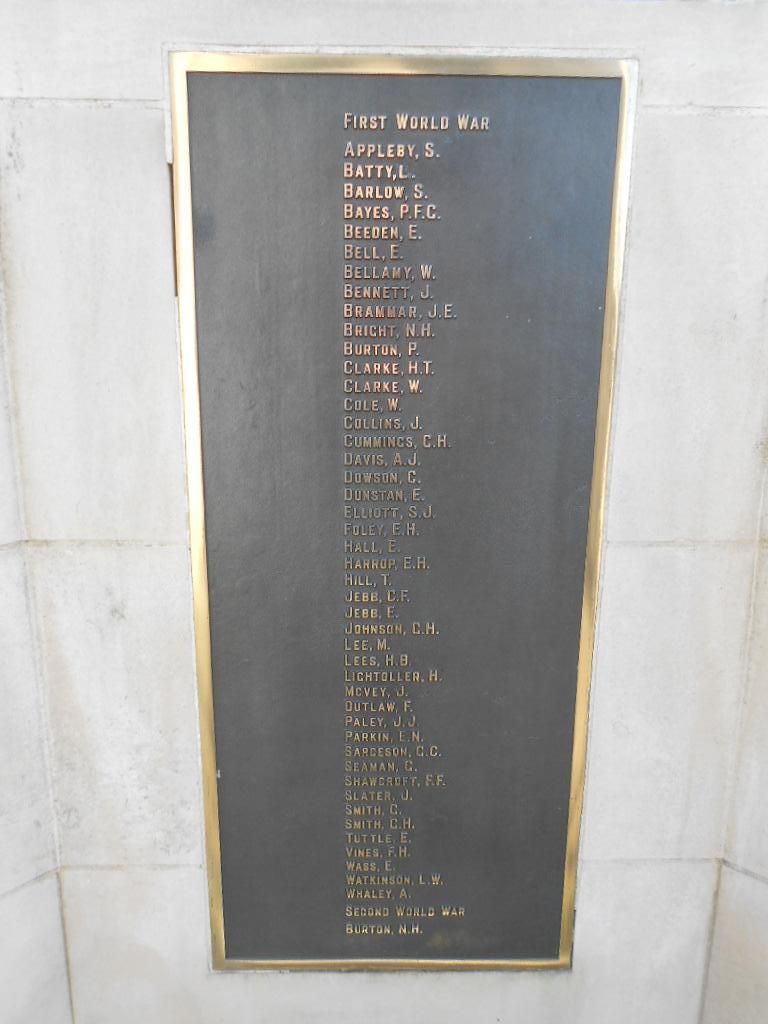 FIRST WORLD WAR
APPLEBY, S.
BATTY, L.
BARLOW, S.
BAYES, P.F.C.
BEEDEN, E.
BELL, E.
BELLAMY, W.
BENNETT, J.
BRAMMAR, J.E.
BRIGHT, N.H.
BURTON, P.
CLARKE, H.T.
CLARKE, W.
COLE, W.
COLLINS, J.
CUMMINGS, C.H.
DAVIS, A.J.
DOWSON, C.
DUNSTAN, E.
ELLIOTT, S.J.
FOLEY, E.H.
HALL, E.
HARROP, E.H.
HILL, T.
JEBB, C.F.
JEBB, E.
JOHNSON, G.H.
LEE, M.
LEES, H.B.
LIGHTOLLER, H.
MCVEY, J.
OUTLAW, F.
PALEY, J.J.
PARKIN, E.N.
SARGESON, G.C.
SEAMAN, G.
SHAWCROFT, F.F.
SLATER, J.
SMITH, G.
SMITH, G.H.
TUTTLE, E.
VINES, F.H.
WASS, E.
WATKINSON, L.W.
WHALEY, A.
SECOND WORLD WAR
BURTON, N.H.